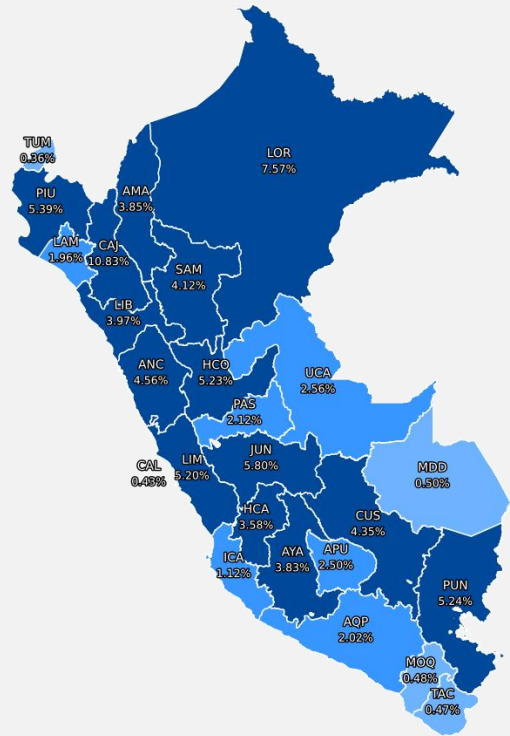 LOR
7.57%
TUM
0.36%
PIU
5.39%
AMA
3.85%
LAM
1.96%
CAJ
10.83%
SAM
4.12%
LIB
3.97%
ANC
4.56%
HCO
5.23%
UCA
2.56%
PAS
2.12%
CAL
0.43%
LIM
5.20%
JUN
5.80%
MDD
0.50%
HCA
3.58%
CUS
4.35%
ICA
1.12%
AYA
3.83%
APU
2.50%
PUN
5.24%
AQP
2.02%
MOQ
0.48%
TAC
0.47%